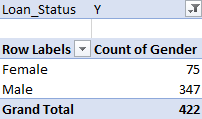 Loan_Status Y
Row Labels Count of Gender
Female 75
Male 347
Grand Total 422